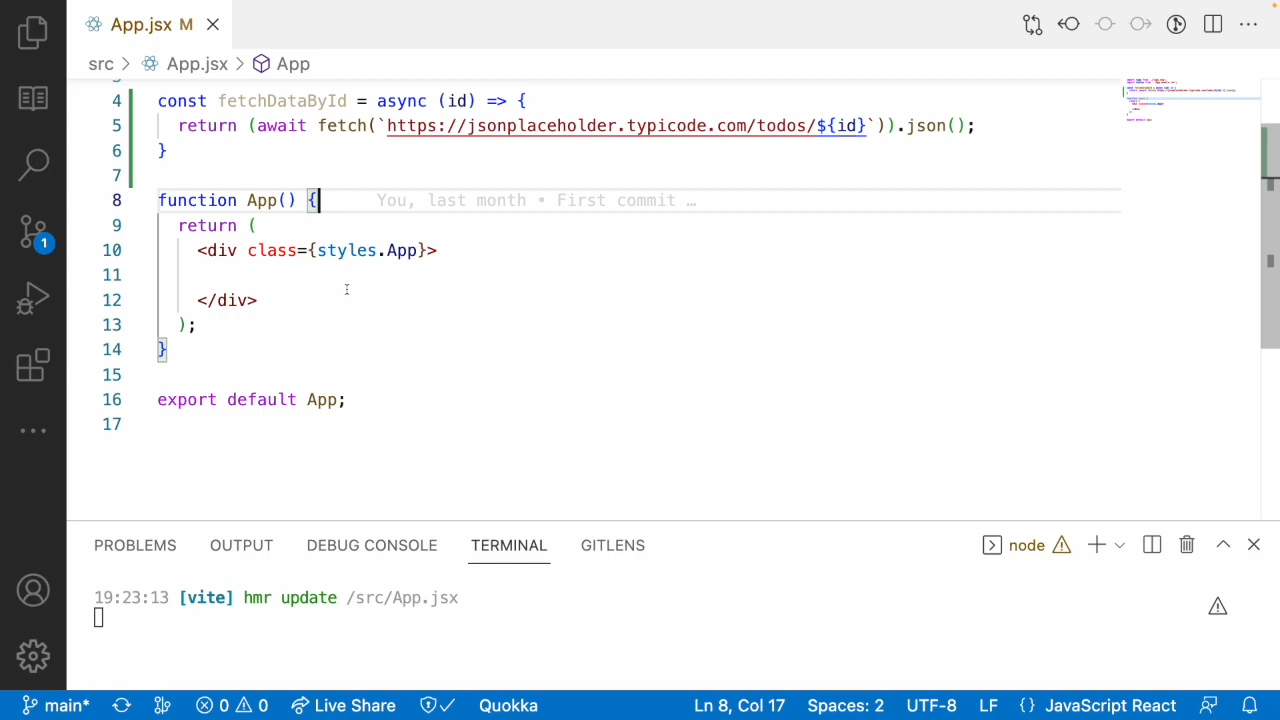 App.jsx M
src > App.jsx > App
4 const fetchDataById = async (id) => {
5 return (await fetch(`https://jsonplaceholder.typicode.com/todos/${id}`)).json();
6 }
7
8 function App() { You, last month • First commit …
9 return (
10 <div class={styles.App}>
11
12 </div>
13 );
14 }
15
16 export default App;
17
PROBLEMS OUTPUT DEBUG CONSOLE TERMINAL GITLENS node
19:23:13 [vite] hmr update /src/App.jsx
1
main* 0 0 Live Share Quokka Ln 8, Col 17 Spaces: 2 UTF-8 LF {} JavaScript React